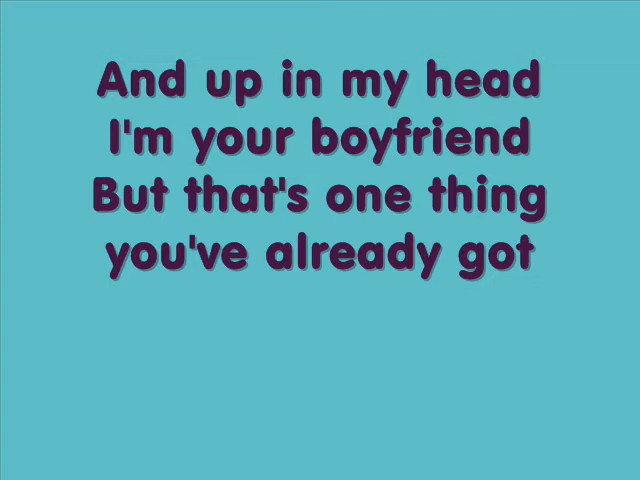 And up in my head
I'm your boyfriend
But that's one thing
you've already got